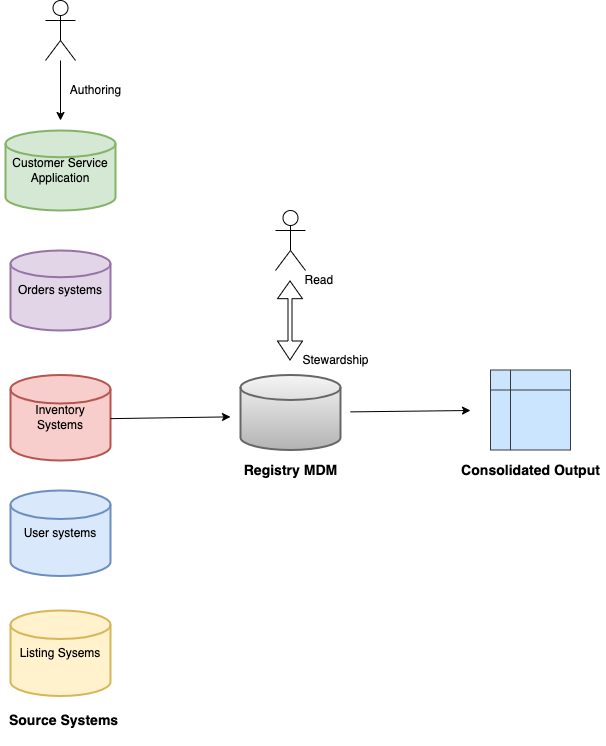 Authoring
Customer Service
Application
Orders systems
Read
Stewardship
Inventory
Systems
Registry MDM
Consolidated Output
User systems
Listing Sysems
Source Systems